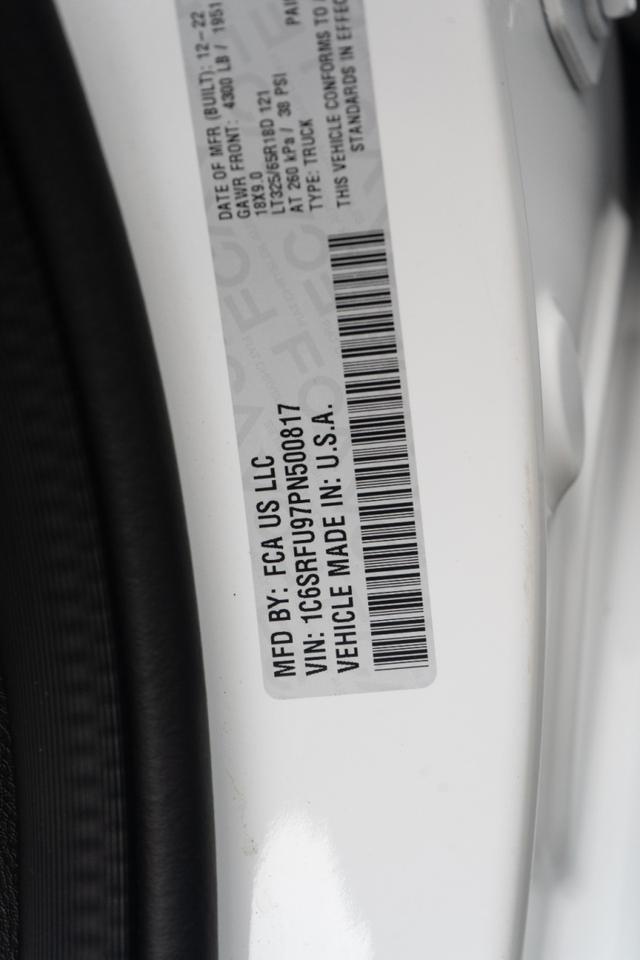 MFD BY: FCA US LLC
VIN: 1C6SRFU97PN500817
VEHICLE MADE IN: U.S.A.
DATE OF MFR (BUILT): 12-22
GAWR FRONT: 4300 LB / 1951
18X9.0
LT325/65R18D 121
AT 260 kPa / 38 PSI
TYPE: TRUCK
THIS VEHICLE CONFORMS TO
STANDARDS IN